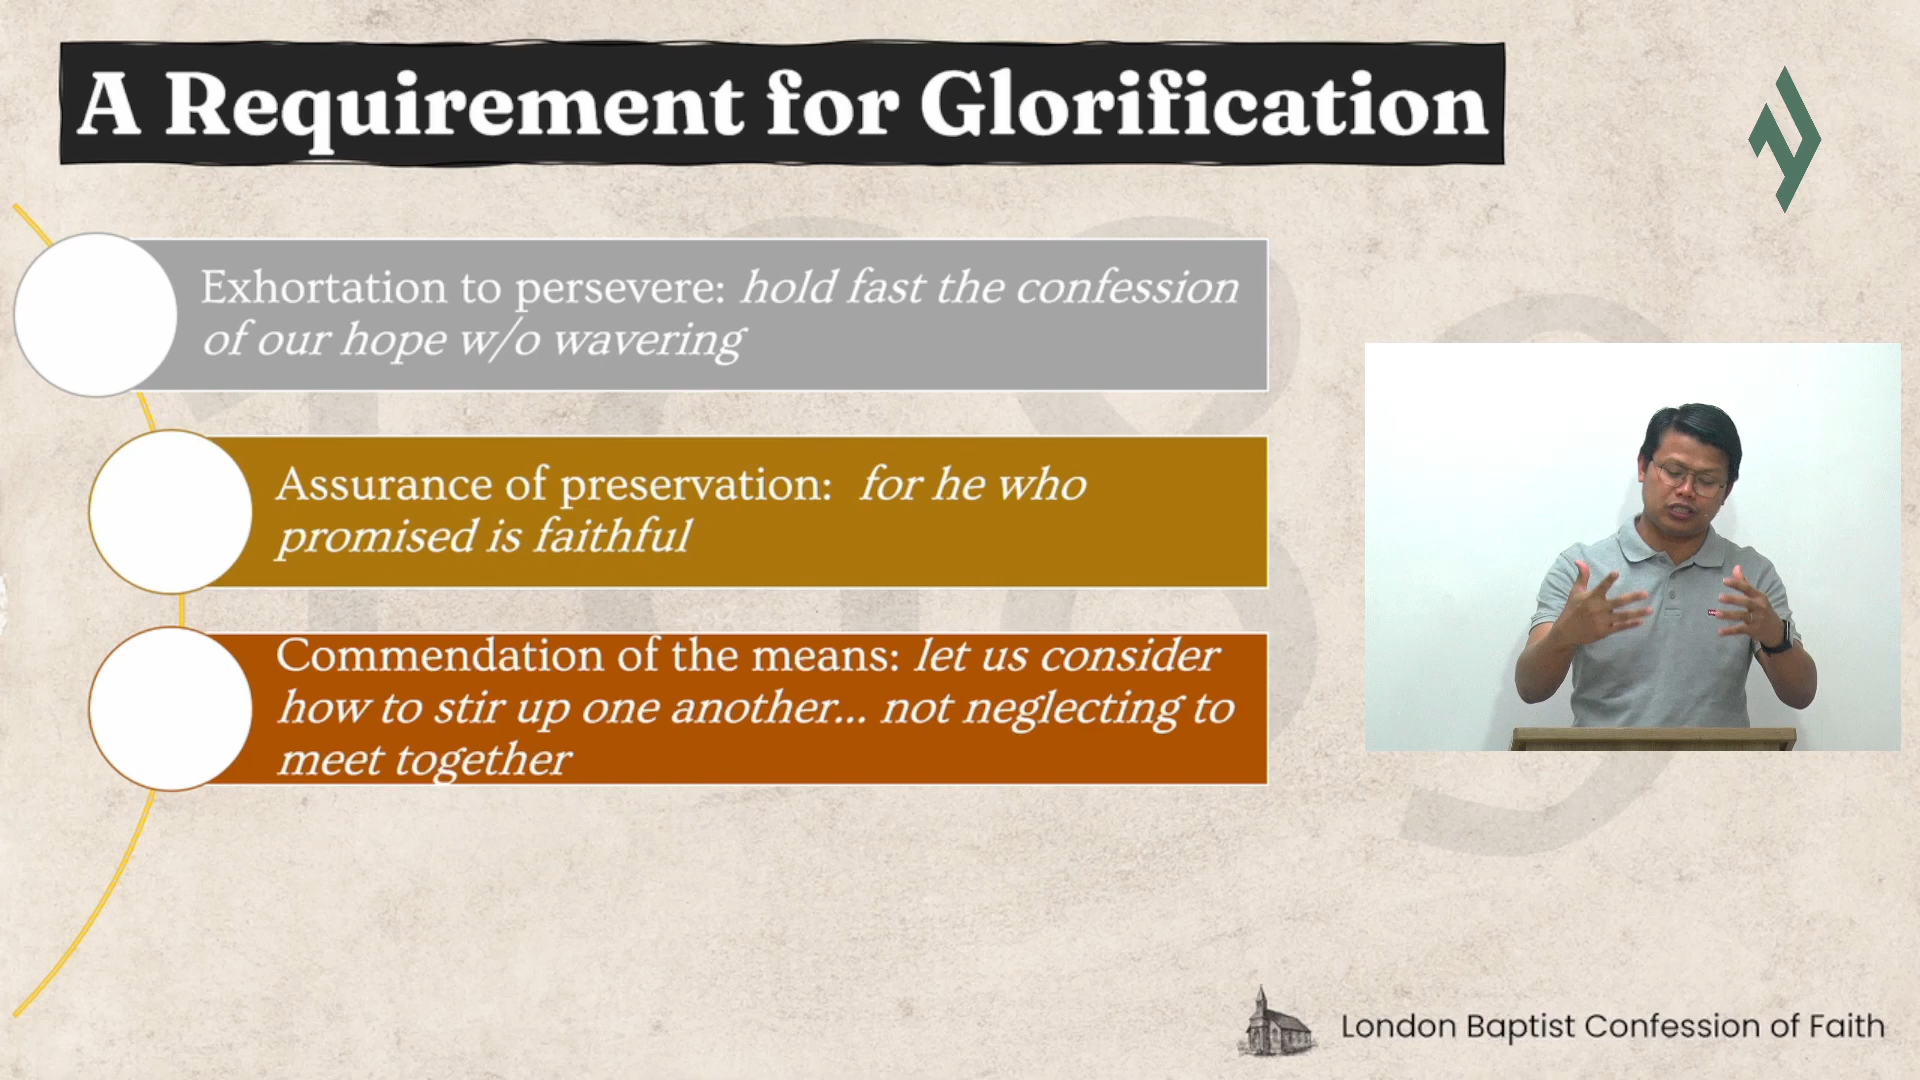 A Requirement for Glorification
Exhortation to persevere: hold fast the confession
of our hope w/o wavering
Assurance of preservation: for he who
promised is faithful
Commendation of the means: let us consider
how to stir up one another... not neglecting to
meet together
London Baptist Confession of Faith